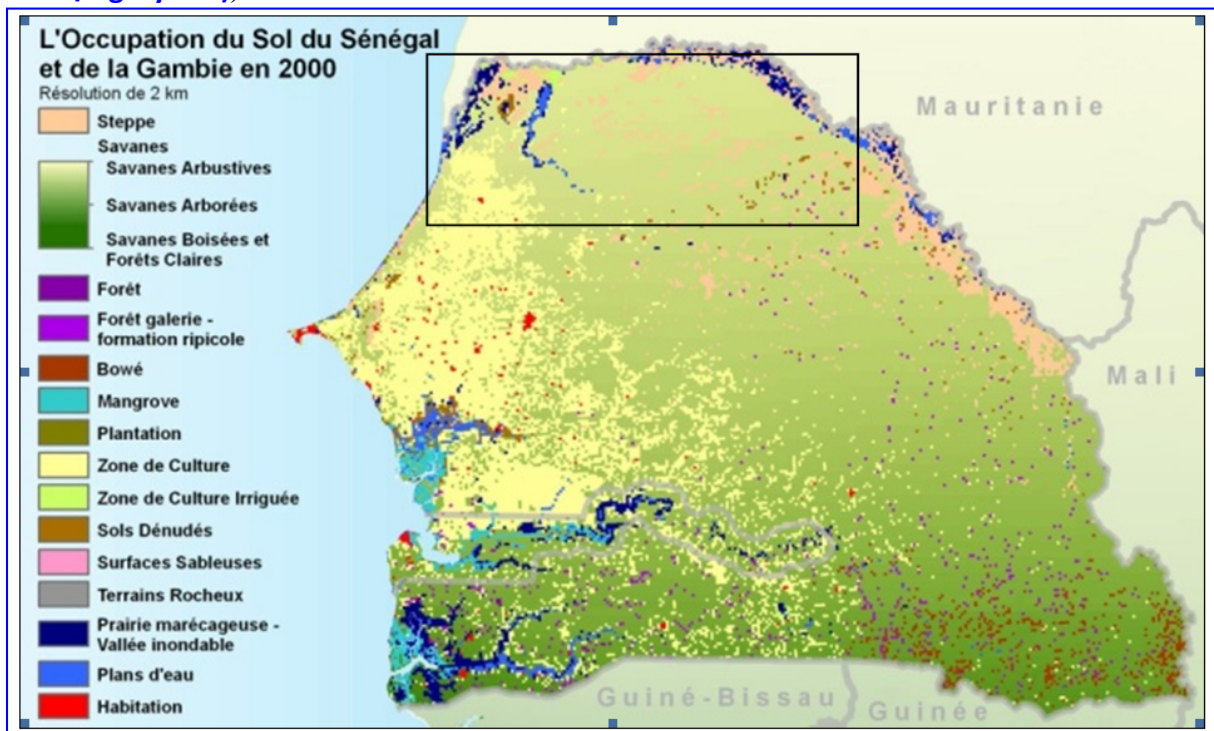 L'Occupation du Sol du Sénégal
et de la Gambie en 2000
Résolution de 2 km
Steppe
Savanes
Savanes Arbustives
Savanes Arborées
Savanes Boisées et
Forêts Claires
Forêt
Forêt galerie -
formation ripicole
Bowé
Mangrove
Plantation
Zone de Culture
Zone de Culture Irriguée
Sols Dénudés
Surfaces Sableuses
Terrains Rocheux
Prairie marécageuse -
Vallée inondable
Plans d'eau
Habitation
Mauritanie
Mali
Guiné-Bissau
Guinée